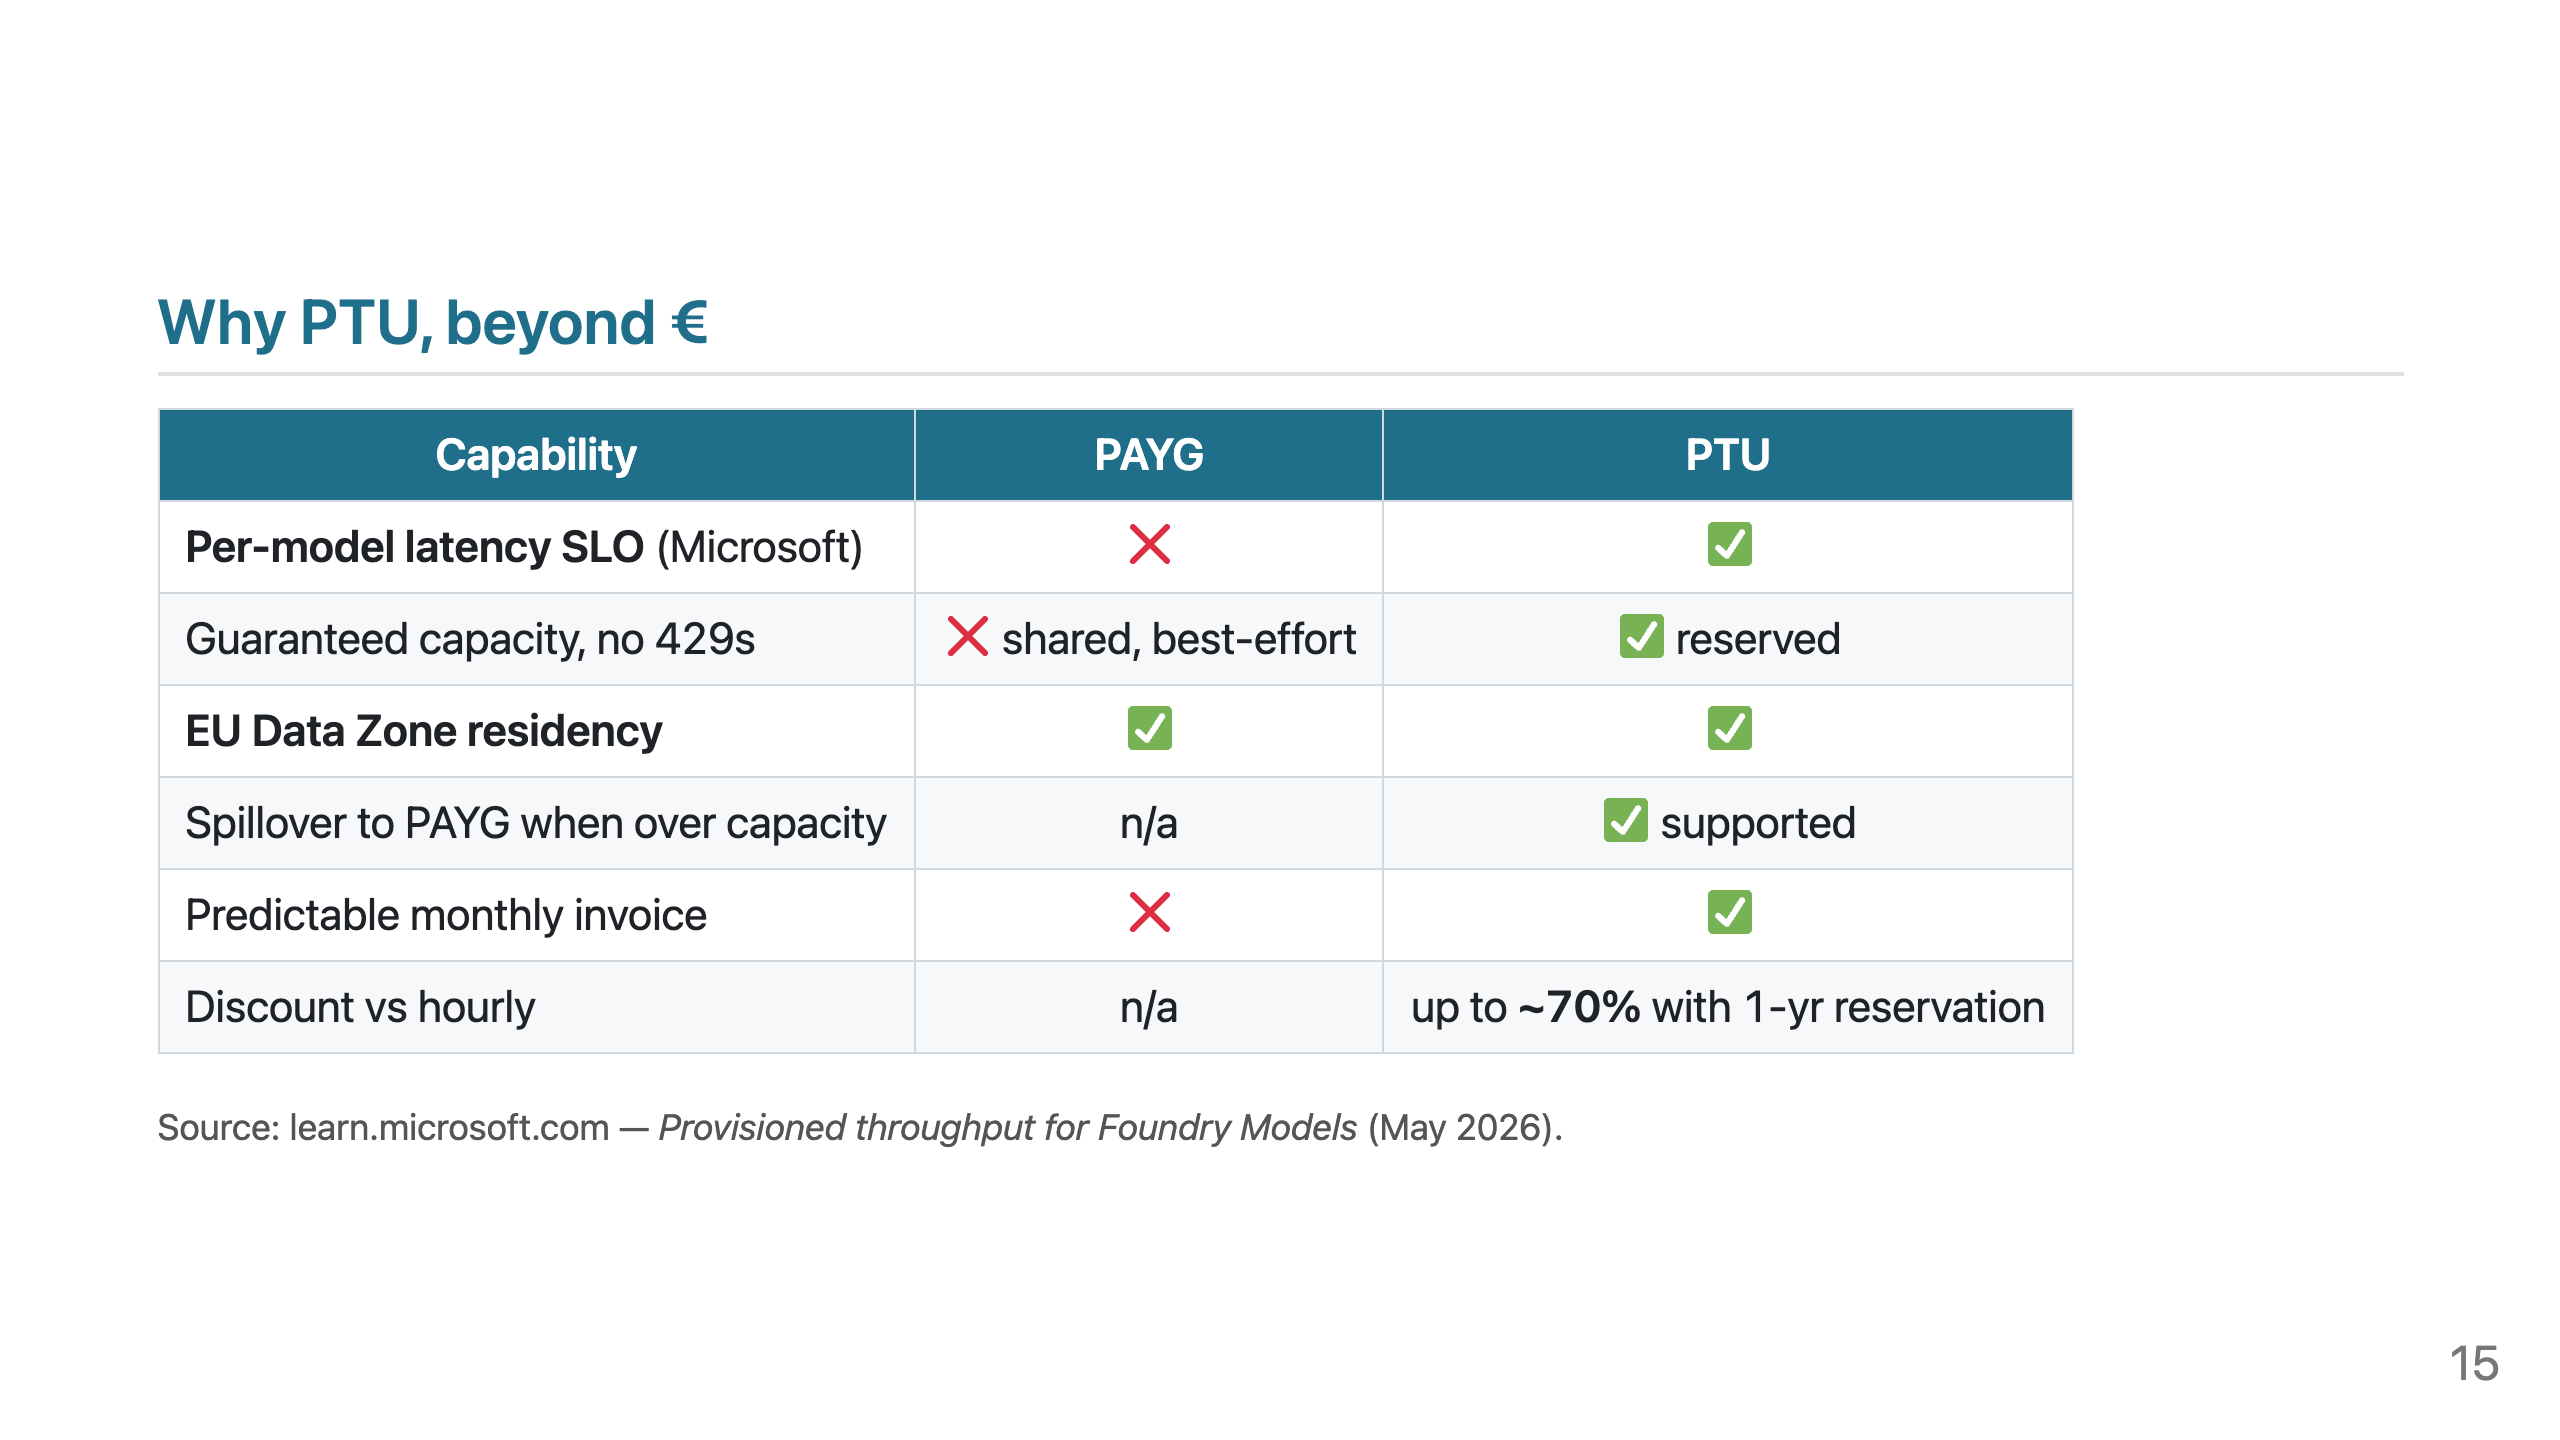 Why PTU, beyond €
Capability PAYG PTU
Per-model latency SLO (Microsoft) ❌ ✅
Guaranteed capacity, no 429s ❌ shared, best-effort ✅ reserved
EU Data Zone residency ✅ ✅
Spillover to PAYG when over capacity n/a ✅ supported
Predictable monthly invoice ❌ ✅
Discount vs hourly n/a up to ~70% with 1-yr reservation
Source: learn.microsoft.com — Provisioned throughput for Foundry Models (May 2026).
15